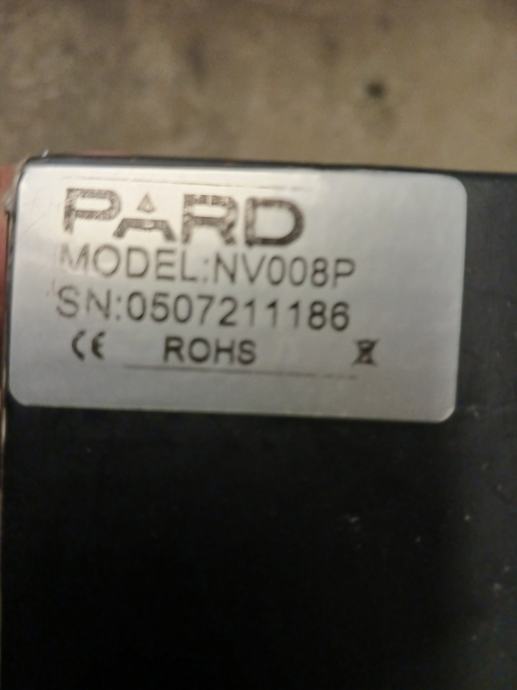 PARD
MODEL:NV008P
SN:0507211186
CE ROHS